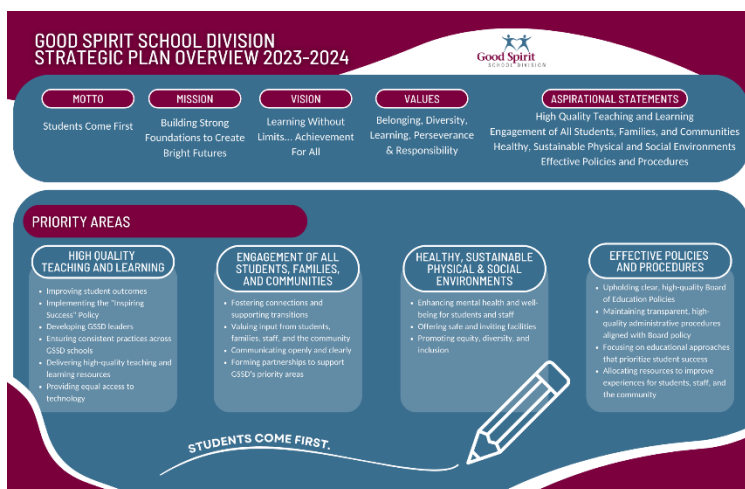 GOOD SPIRIT SCHOOL DIVISION
STRATEGIC PLAN OVERVIEW 2023-2024
Good Spirit
SCHOOL DIVISION
MOTTO
Students Come First
MISSION
Building Strong
Foundations to Create
Bright Futures
VISION
Learning Without
Limits... Achievement
For All
VALUES
Belonging, Diversity,
Learning, Perseverance
& Responsibility
ASPIRATIONAL STATEMENTS
High Quality Teaching and Learning
Engagement of All Students, Families, and Communities
Healthy, Sustainable Physical and Social Environments
Effective Policies and Procedures
PRIORITY AREAS
HIGH QUALITY
TEACHING AND LEARNING
• Improving student outcomes
• Implementing the "Inspiring
Success" Policy
• Developing GSSD leaders
• Ensuring consistent practices across
GSSD schools
• Delivering high-quality teaching and
learning resources
• Providing equal access to
technology
ENGAGEMENT OF ALL
STUDENTS, FAMILIES,
AND COMMUNITIES
• Fostering connections and
supporting transitions
• Valuing input from students,
families, staff, and the community
• Communicating openly and clearly
• Forming partnerships to support
GSSD's priority areas
HEALTHY, SUSTAINABLE
PHYSICAL & SOCIAL
ENVIRONMENTS
• Enhancing mental health and well-
being for students and staff
• Offering safe and inviting facilities
• Promoting equity, diversity, and
inclusion
EFFECTIVE POLICIES
AND PROCEDURES
• Upholding clear, high-quality Board
of Education Policies
• Maintaining transparent, high-
quality administrative procedures
aligned with Board policy
• Focusing on educational approaches
that prioritize student success
• Allocating resources to improve
experiences for students, staff, and
the community
STUDENTS COME FIRST.